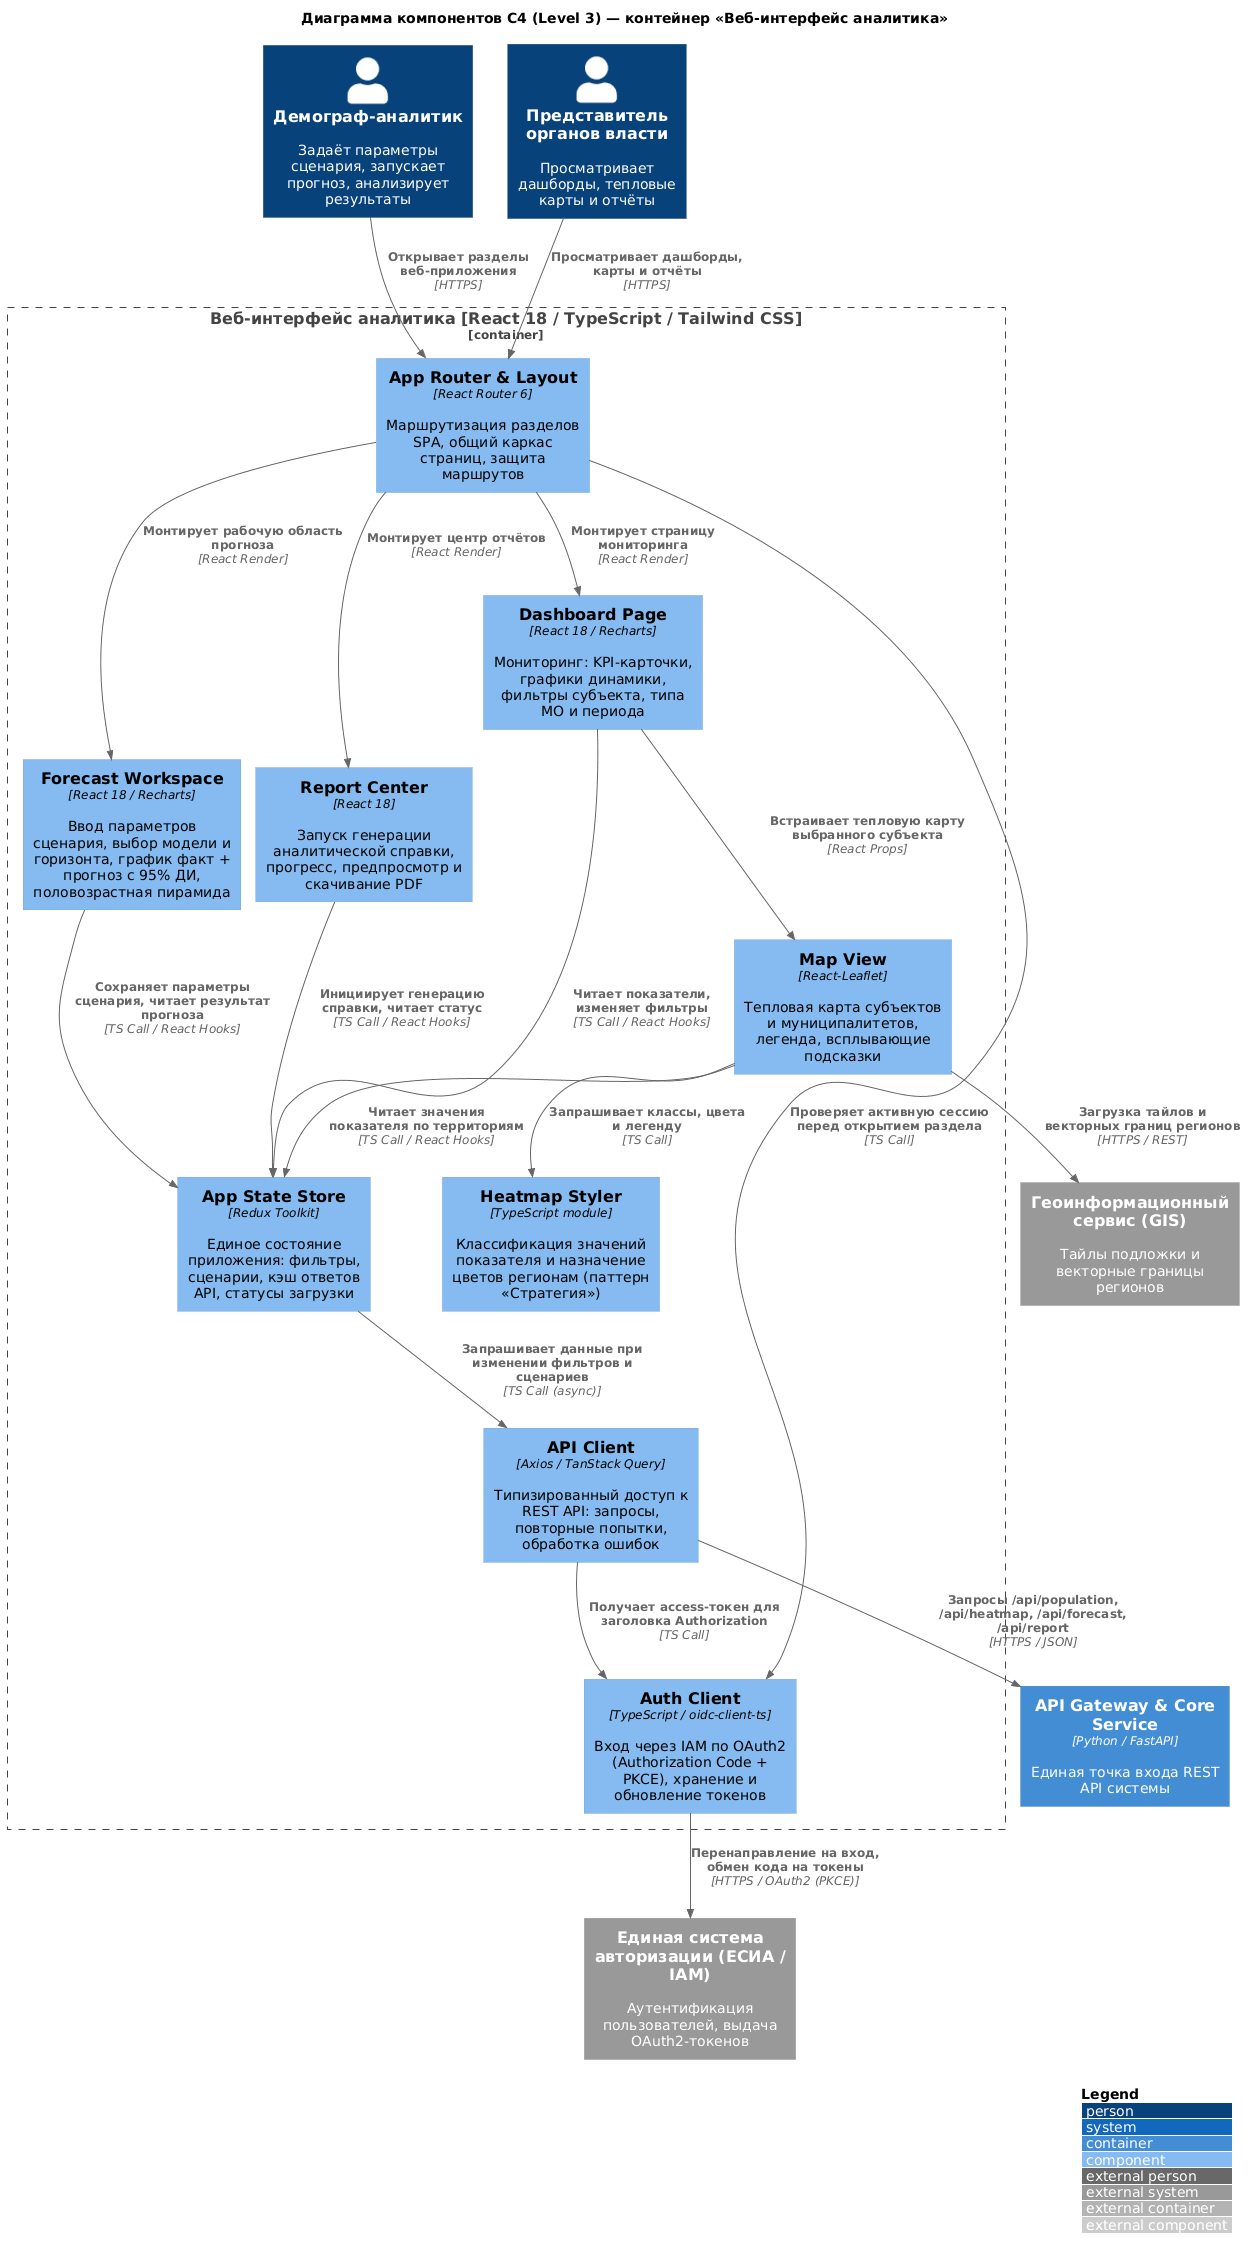 Диаграмма компонентов C4 (Level 3) — контейнер «Веб-интерфейс аналитика»
Демограф-аналитик
Задаёт параметры
сценария, запускает
прогноз, анализирует
результаты
Представитель
органов власти
Просматривает
дашборды, тепловые
карты и отчёты
Открывает разделы
веб-приложения
[HTTPS]
Просматривает дашборды,
карты и отчёты
[HTTPS]
Веб-интерфейс аналитика [React 18 / TypeScript / Tailwind CSS]
[container]
App Router & Layout
[React Router 6]
Маршрутизация разделов
SPA, общий каркас
страниц, защита
маршрутов
Монтирует рабочую область
прогноза
[React Render]
Монтирует центр отчётов
[React Render]
Монтирует страницу
мониторинга
[React Render]
Dashboard Page
[React 18 / Recharts]
Мониторинг: KPI-карточки,
графики динамики,
фильтры субъекта, типа
МО и периода
Forecast Workspace
[React 18 / Recharts]
Ввод параметров
сценария, выбор модели и
горизонта, график факт +
прогноз с 95% ДИ,
половозрастная пирамида
Report Center
[React 18]
Запуск генерации
аналитической справки,
прогресс, предпросмотр и
скачивание PDF
Встраивает тепловую карту
выбранного субъекта
[React Props]
Map View
[React-Leaflet]
Тепловая карта субъектов
и муниципалитетов,
легенда, всплывающие
подсказки
Сохраняет параметры
сценария, читает результат
прогноза
[TS Call / React Hooks]
Инициирует генерацию
справки, читает статус
[TS Call / React Hooks]
Читает показатели,
изменяет фильтры
[TS Call / React Hooks]
Читает значения
показателя по территориям
[TS Call / React Hooks]
Запрашивает классы, цвета
и легенду
[TS Call]
Проверяет активную сессию
перед открытием раздела
[TS Call]
Загрузка тайлов и
векторных границ регионов
[HTTPS / REST]
App State Store
[Redux Toolkit]
Единое состояние
приложения: фильтры,
сценарии, кэш ответов
API, статусы загрузки
Heatmap Styler
[TypeScript module]
Классификация значений
показателя и назначение
цветов регионам (паттерн
«Стратегия»)
Геоинформационный
сервис (GIS)
Тайлы подложки и
векторные границы
регионов
Запрашивает данные при
изменении фильтров и
сценариев
[TS Call (async)]
API Client
[Axios / TanStack Query]
Типизированный доступ к
REST API: запросы,
повторные попытки,
обработка ошибок
Получает access-токен для
заголовка Authorization
[TS Call]
Запросы /api/population,
/api/heatmap, /api/forecast,
/api/report
[HTTPS / JSON]
Auth Client
[TypeScript / oidc-client-ts]
Вход через IAM по OAuth2
(Authorization Code +
PKCE), хранение и
обновление токенов
API Gateway & Core
Service
[Python / FastAPI]
Единая точка входа REST
API системы
Перенаправление на вход,
обмен кода на токены
[HTTPS / OAuth2 (PKCE)]
Единая система
авторизации (ЕСИА /
IAM)
Аутентификация
пользователей, выдача
OAuth2-токенов
Legend
person
system
container
component
external person
external system
external container
external component